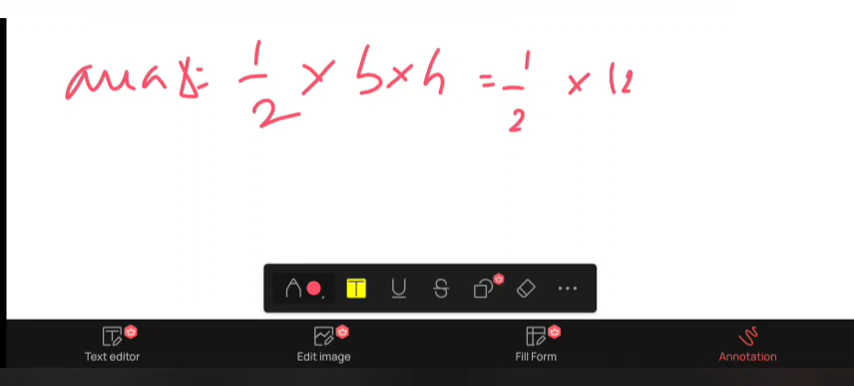 area Δ= 1/2 × b×h = 1/2 × 12
T U S
Text editor Edit image Fill Form Annotation